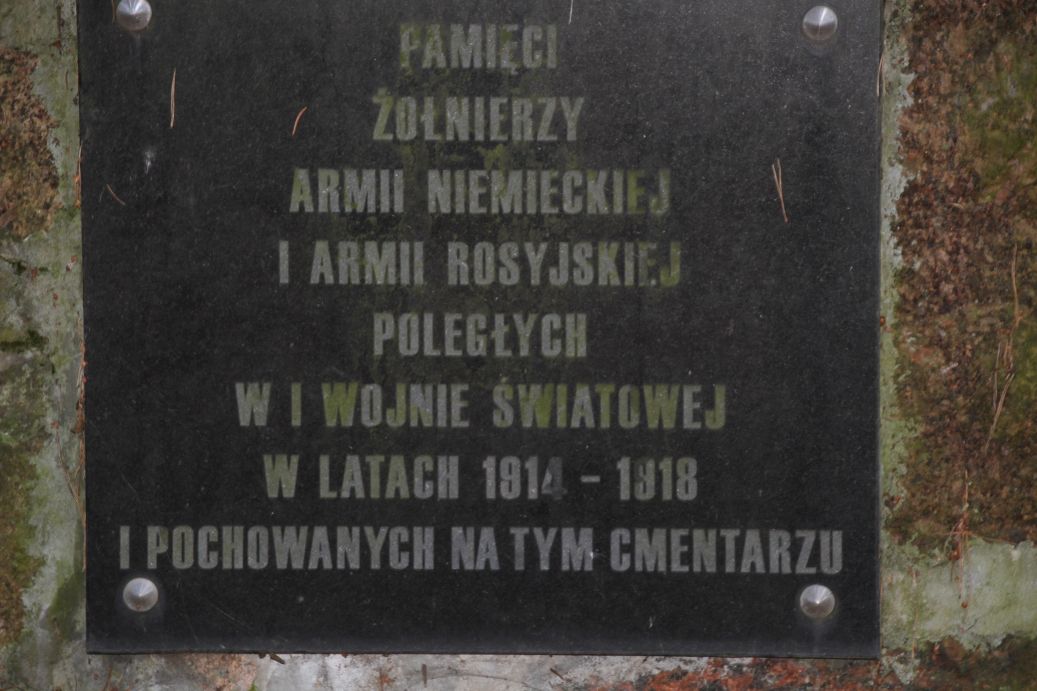 PAMIĘCI
ŻOŁNIERZY
ARMII NIEMIECKIEJ
I ARMII ROSYJSKIEJ
POLEGŁYCH
W I WOJNIE ŚWIATOWEJ
W LATACH 1914 - 1918
I POCHOWANYCH NA TYM CMENTARZU